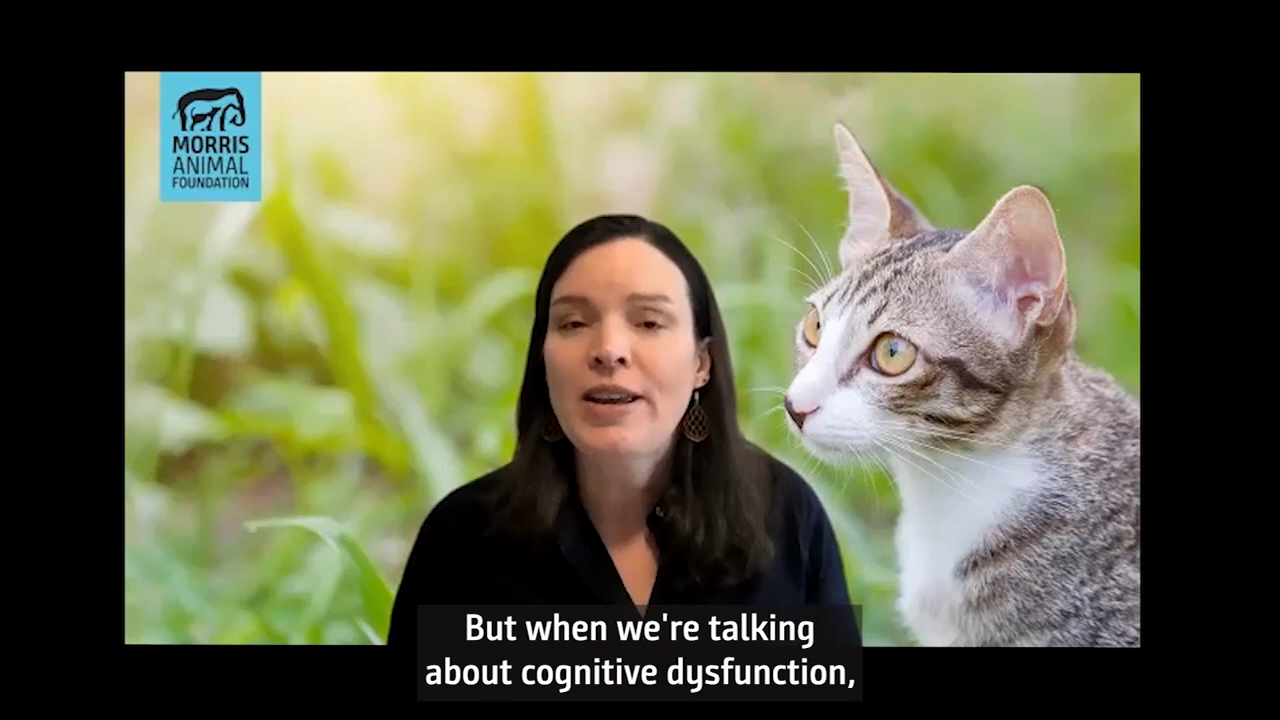 MORRIS
ANIMAL
FOUNDATION
But when we're talking
about cognitive dysfunction,